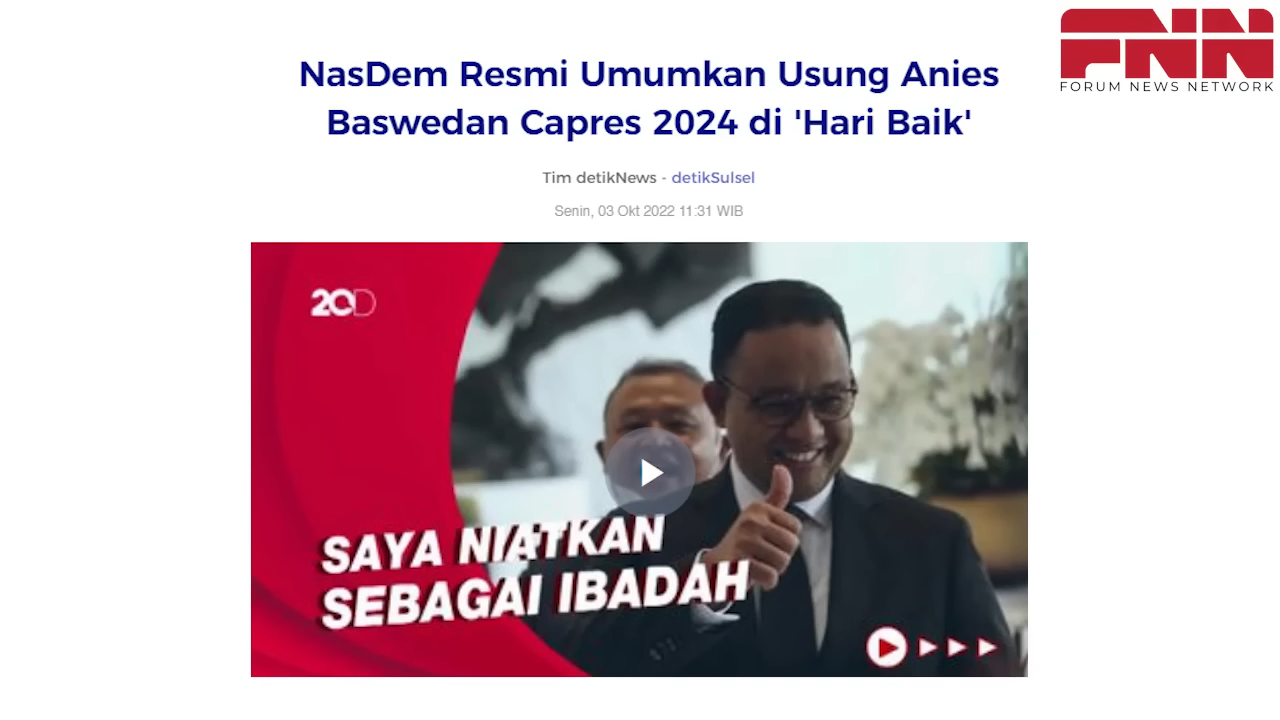 FNN
FORUM NEWS NETWORK
NasDem Resmi Umumkan Usung Anies
Baswedan Capres 2024 di 'Hari Baik'
Tim detikNews - detikSulsel
Senin, 03 Okt 2022 11:31 WIB
20D
SAYA NIATKAN
SEBAGAI IBADAH